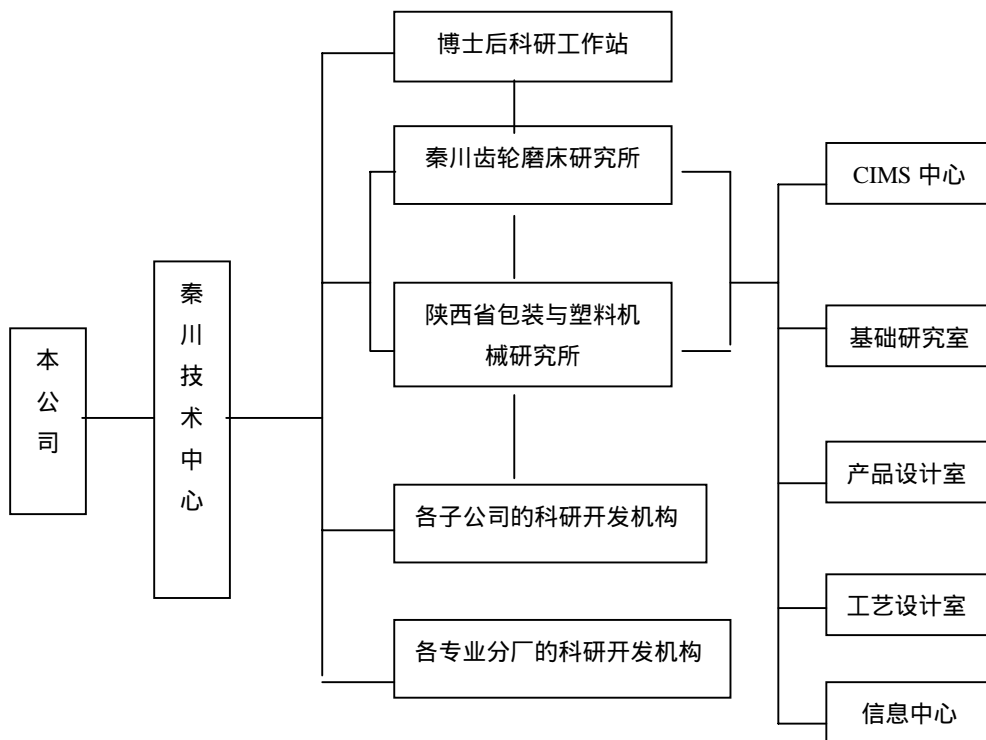 本公司
秦川技术中心
博士后科研工作站
秦川齿轮磨床研究所
陕西省包装与塑料机
械研究所
各子公司的科研开发机构
各专业分厂的科研开发机构
CIMS 中心
基础研究室
产品设计室
工艺设计室
信息中心